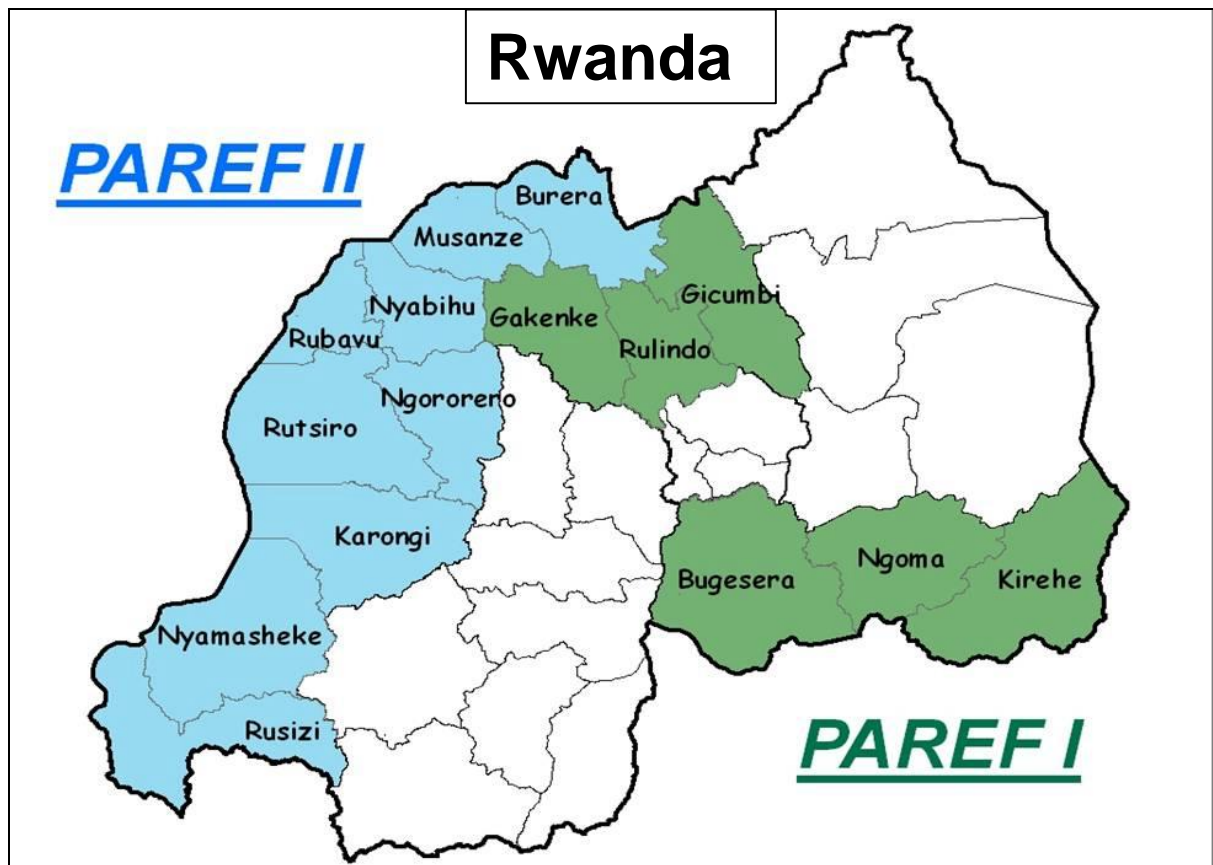 Rwanda
PAREF II
Burera
Musanze
Nyabihu
Gicumbi
Gakenke
Rubavu
Rulindo
Ngororero
Rutsiro
Karongi
Ngoma
Bugesera
Kirehe
Nyamasheke
Rusizi
PAREF I